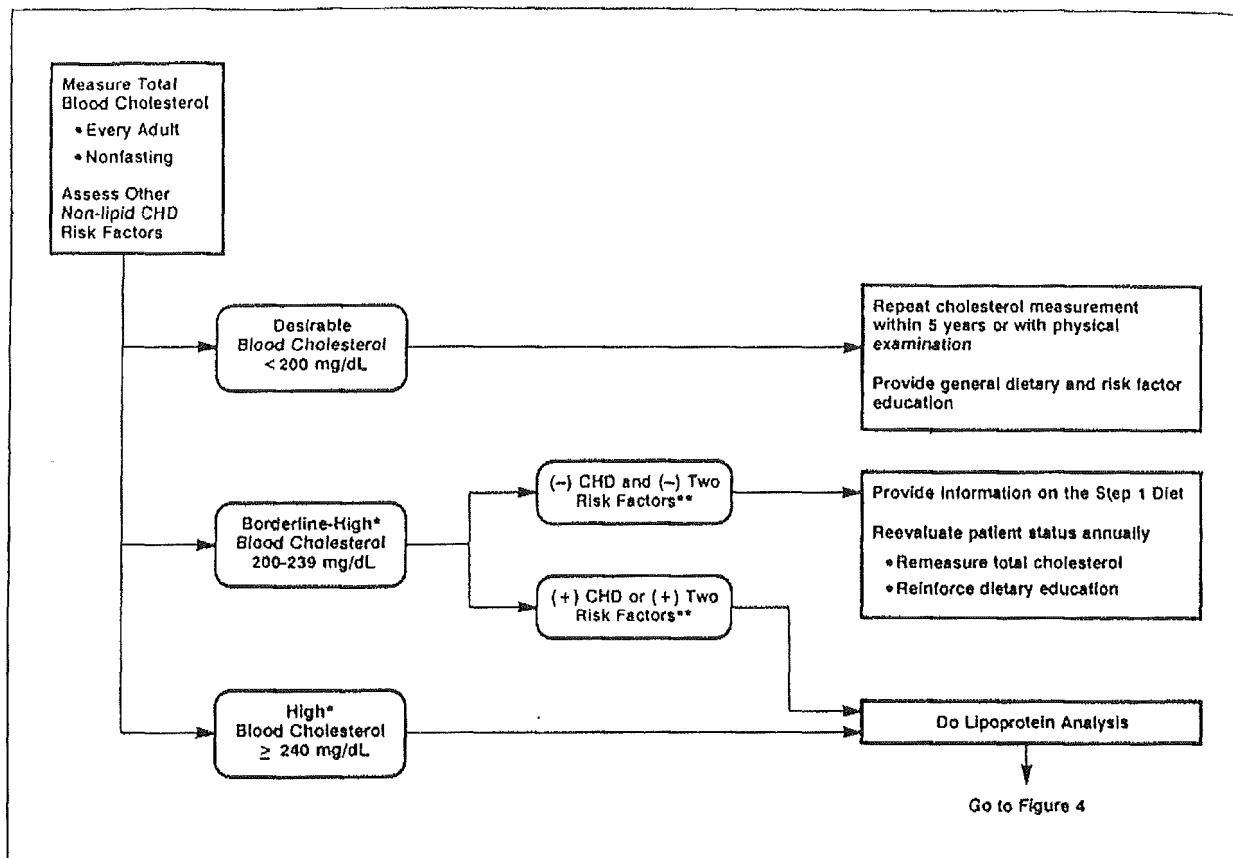 Measure Total
Blood Cholesterol
• Every Adult
• Nonfasting
Assess Other
Non-lipid CHD
Risk Factors
Desirable
Blood Cholesterol
< 200 mg/dL
Repeat cholesterol measurement
within 5 years or with physical
examination
Provide general dietary and risk factor
education
Borderline-High*
Blood Cholesterol
200-239 mg/dL
(−) CHD and (−) Two
Risk Factors**
Provide Information on the Step 1 Diet
Reevaluate patient status annually
• Remeasure total cholesterol
• Reinforce dietary education
(+) CHD or (+) Two
Risk Factors**
High*
Blood Cholesterol
≥ 240 mg/dL
Do Lipoprotein Analysis
Go to Figure 4